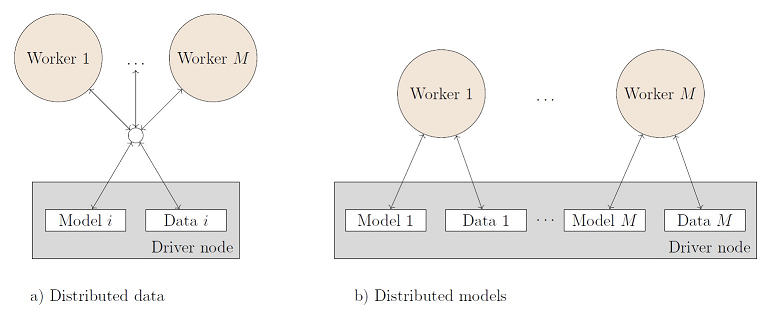 Worker 1
...
Worker M
Model i
Data i
Driver node
a) Distributed data
Worker 1
...
Worker M
Model 1
Data 1
...
Model M
Data M
Driver node
b) Distributed models